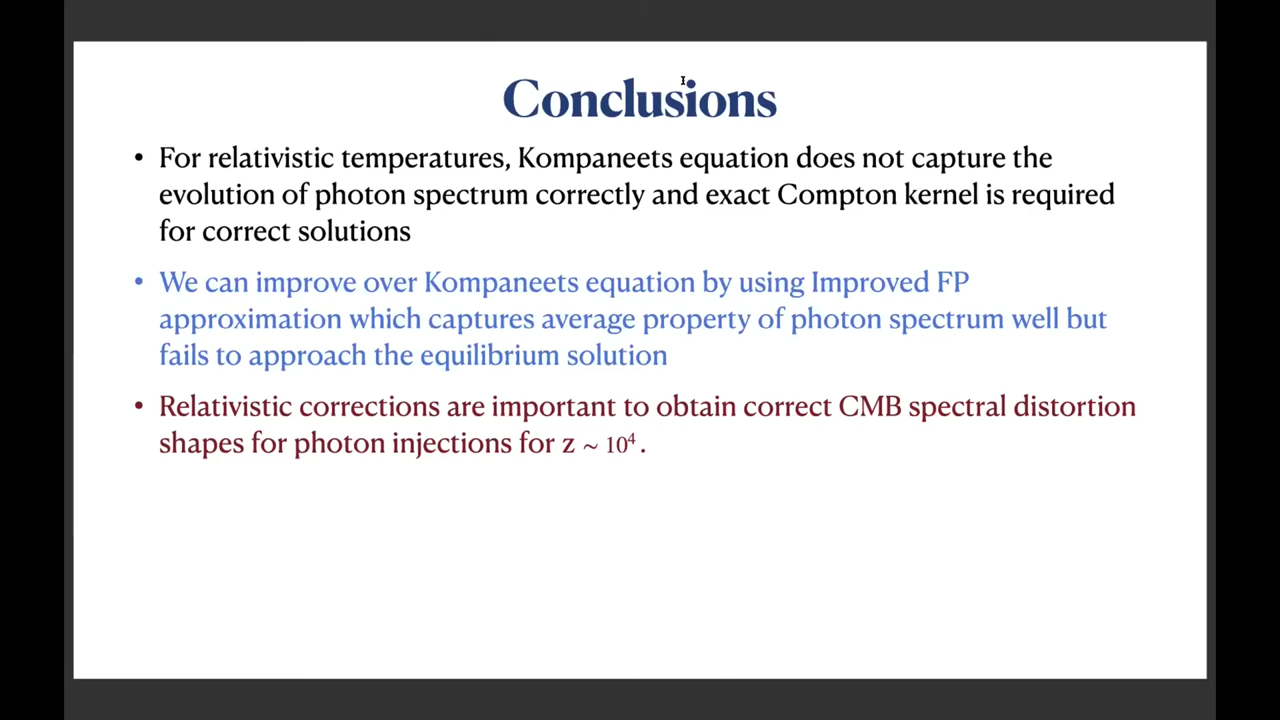 Conclusions
• For relativistic temperatures, Kompaneets equation does not capture the
evolution of photon spectrum correctly and exact Compton kernel is required
for correct solutions
• We can improve over Kompaneets equation by using Improved FP
approximation which captures average property of photon spectrum well but
fails to approach the equilibrium solution
• Relativistic corrections are important to obtain correct CMB spectral distortion
shapes for photon injections for z ~ 10⁴ .